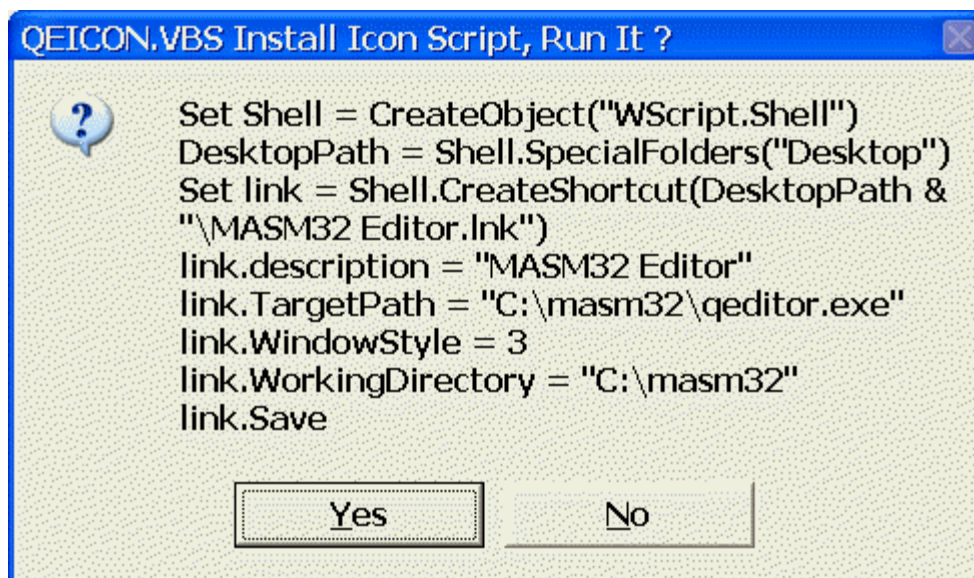 QEICON.VBS Install Icon Script, Run It ?
Set Shell = CreateObject("WScript.Shell")
DesktopPath = Shell.SpecialFolders("Desktop")
Set link = Shell.CreateShortcut(DesktopPath &
"\MASM32 Editor.lnk")
link.description = "MASM32 Editor"
link.TargetPath = "C:\masm32\qeditor.exe"
link.WindowStyle = 3
link.WorkingDirectory = "C:\masm32"
link.Save
Yes No